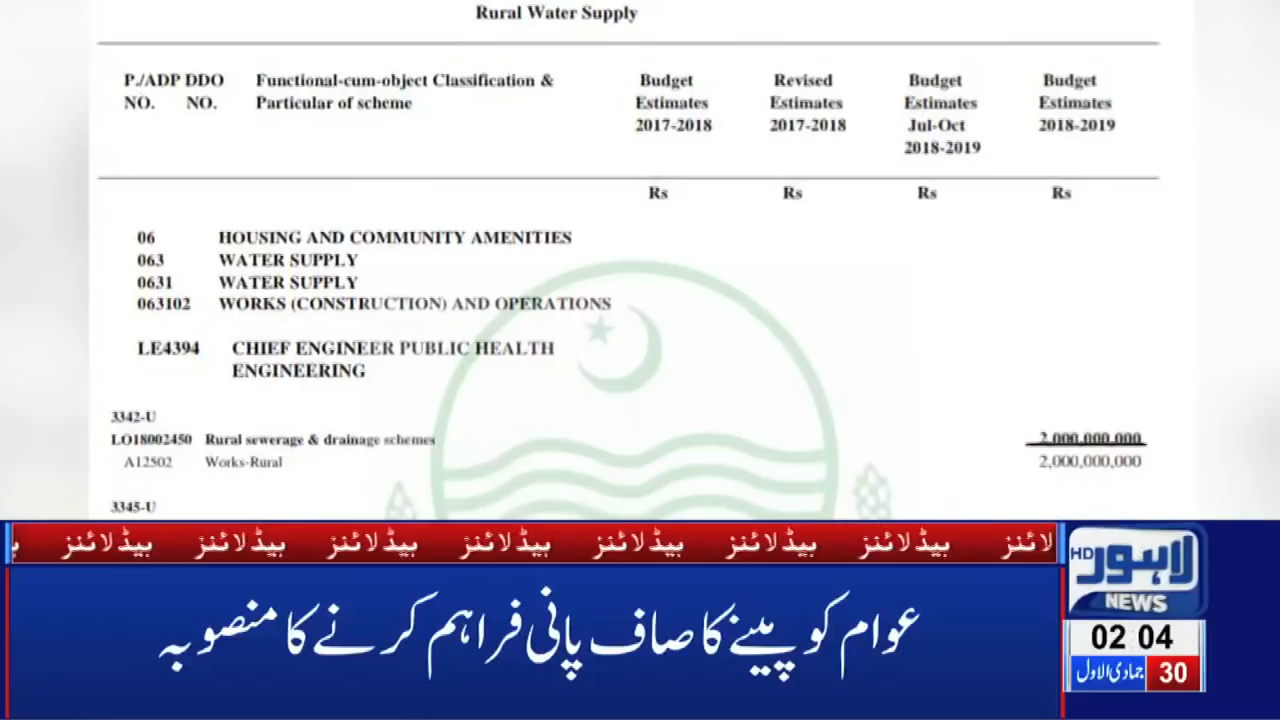 Rural Water Supply
P./ADP DDO Functional-cum-object Classification & Budget Revised Budget Budget
NO. NO. Particular of scheme Estimates Estimates Estimates Estimates
2017-2018 2017-2018 Jul-Oct 2018-2019
2018-2019
Rs Rs Rs Rs
06 HOUSING AND COMMUNITY AMENITIES
063 WATER SUPPLY
0631 WATER SUPPLY
063102 WORKS (CONSTRUCTION) AND OPERATIONS
LE4394 CHIEF ENGINEER PUBLIC HEALTH
ENGINEERING
3342-U
LO18002450 Rural sewerage & drainage schemes 2,000,000,000
A12502 Works-Rural 2,000,000,000
3345-U
ہیڈلائنز ہیڈلائنز ہیڈلائنز ہیڈلائنز ہیڈلائنز ہیڈلائنز ہیڈلائنز لائنز
HD لاہور
NEWS
عوام کو پینے کا صاف پانی فراہم کرنے کا منصوبہ
02 04
30 جمادی الاول